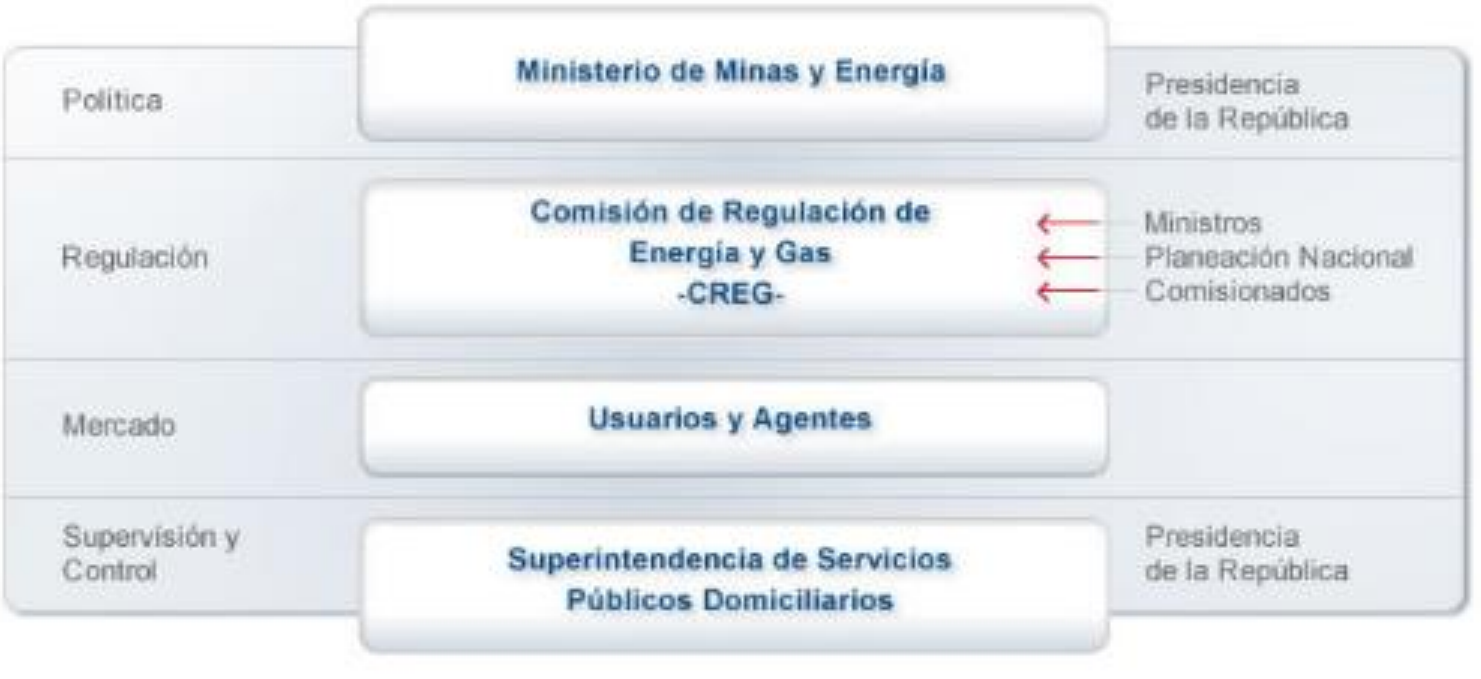 Política
Ministerio de Minas y Energía
Presidencia
de la República
Regulación
Comisión de Regulación de
Energía y Gas
-CREG-
Ministros
Planeación Nacional
Comisionados
Mercado
Usuarios y Agentes
Supervisión y
Control
Superintendencia de Servicios
Públicos Domiciliarios
Presidencia
de la República